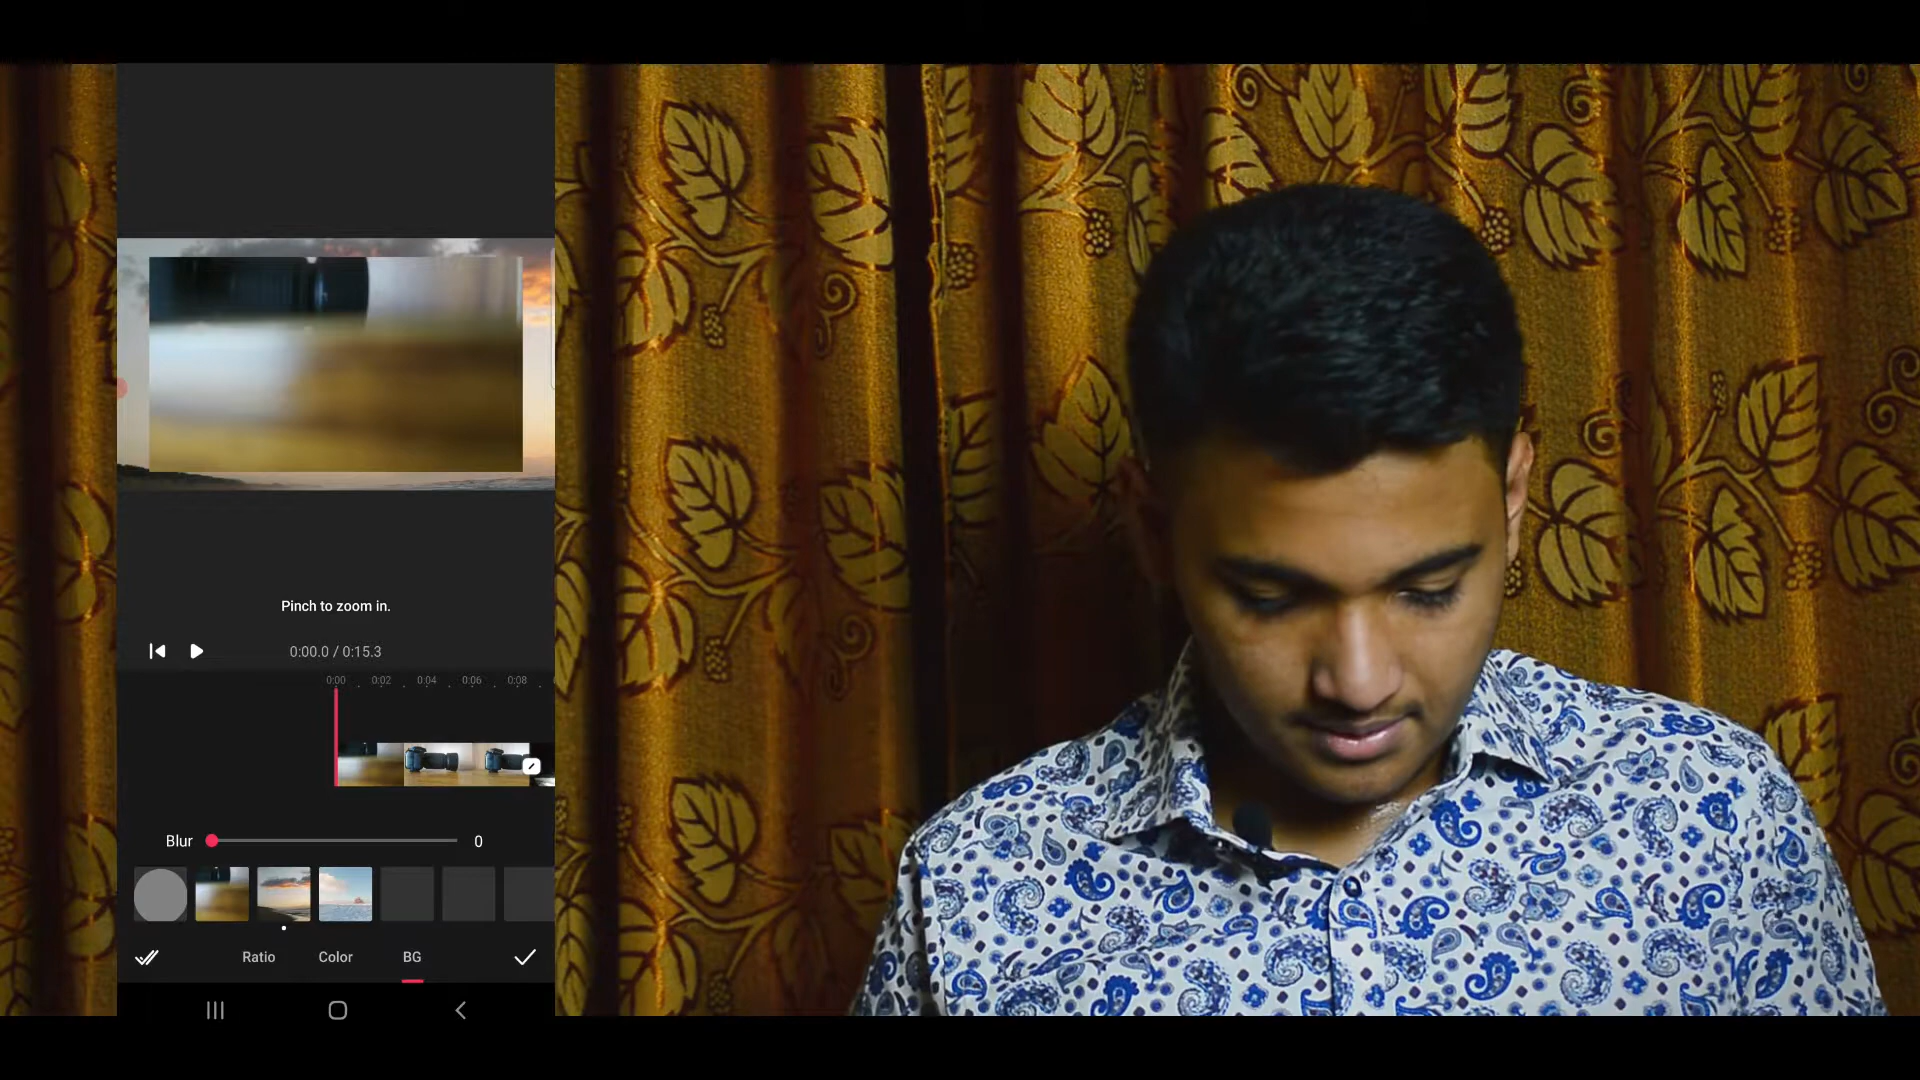 Pinch to zoom in.
0:00.0 / 0:15.3
0:00 0:02 0:04 0:06 0:08
Blur 0
Ratio Color BG